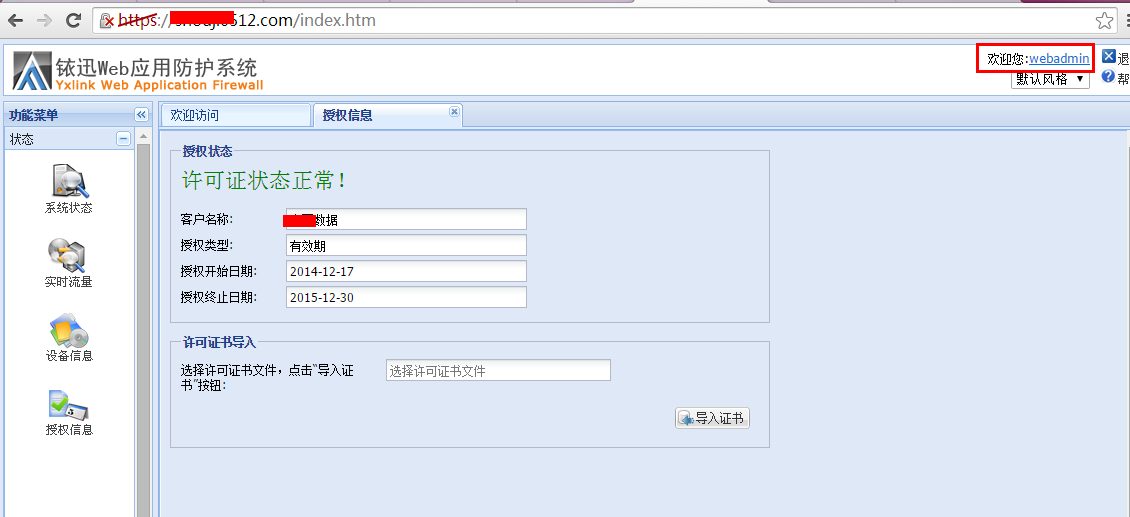 https://512.com/index.htm
铱迅Web应用防护系统
Yxlink Web Application Firewall
欢迎您:webadmin
退
默认风格
帮
功能菜单
欢迎访问
授权信息
状态
系统状态
实时流量
设备信息
授权信息
授权状态
许可证状态正常!
客户名称:
数据
授权类型:
有效期
授权开始日期:
2014-12-17
授权终止日期:
2015-12-30
许可证书导入
选择许可证书文件，点击"导入证
书"按钮:
选择许可证书文件
导入证书